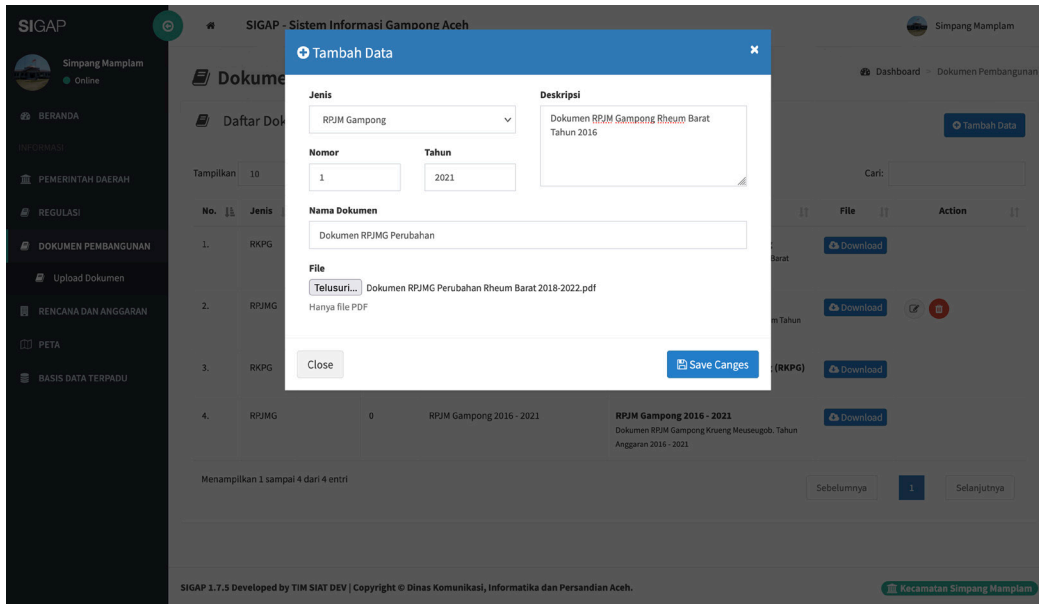 SIGAP
SIGAP - Sistem Informasi Gampong Aceh
Simpang Mamplam
Simpang Mamplam
Online
BERANDA
INFORMASI
PEMERINTAH DAERAH
REGULASI
DOKUMEN PEMBANGUNAN
Upload Dokumen
RENCANA DAN ANGGARAN
PETA
BASIS DATA TERPADU
Dokume
Dashboard
Dokumen Pembangunan
Daftar Dok
Tambah Data
Tampilkan 10
Cari:
No. Jenis File Action
1. RKPG Download
Barat
2. RPJMG Download
m Tahun
3. RKPG (RKPG) Download
4. RPJMG 0 RPJM Gampong 2016 - 2021 RPJM Gampong 2016 - 2021 Download
Dokumen RPJM Gampong Krueng Meuseugob. Tahun
Anggaran 2016 - 2021
Menampilkan 1 sampai 4 dari 4 entri
Sebelumnya 1 Selanjutnya
Tambah Data ×
Jenis
RPJM Gampong
Deskripsi
Dokumen RPJM Gampong Rheum Barat
Tahun 2016
Nomor Tahun
1 2021
Nama Dokumen
Dokumen RPJMG Perubahan
File
Telusuri... Dokumen RPJMG Perubahan Rheum Barat 2018-2022.pdf
Hanya file PDF
Close
Save Canges
SIGAP 1.7.5 Developed by TIM SIAT DEV | Copyright © Dinas Komunikasi, Informatika dan Persandian Aceh.
Kecamatan Simpang Mamplam